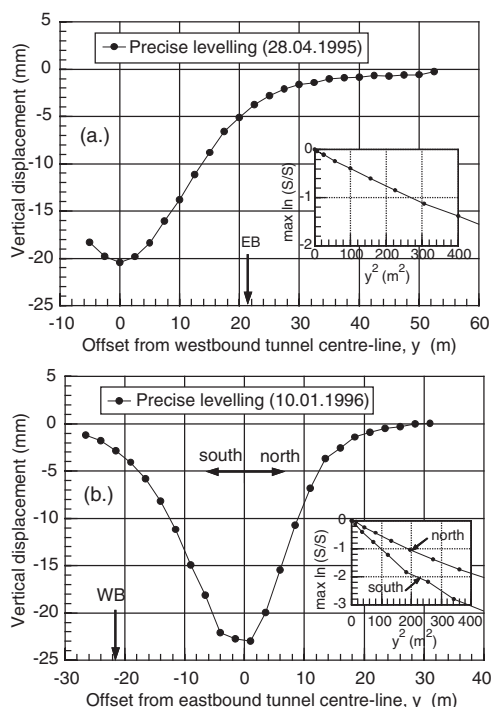 5
0
-5
-10
-15
-20
-25
Vertical displacement (mm)
Precise levelling (28.04.1995)
(a.)
EB
0
-1
-2
max ln (S/S)
0 100 200 300 400
y² (m²)
-10 0 10 20 30 40 50 60
Offset from westbound tunnel centre-line, y (m)
5
0
-5
-10
-15
-20
-25
Vertical displacement (mm)
Precise levelling (10.01.1996)
south north
(b.)
WB
0
-1
-2
-3
max ln (S/S)
north
south
0 100 200 300 400
y² (m²)
-30 -20 -10 0 10 20 30 40
Offset from eastbound tunnel centre-line, y (m)